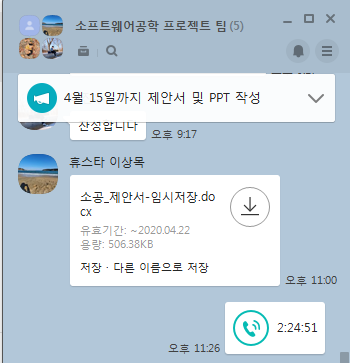 소프트웨어공학 프로젝트 팀 (5)
4월 15일까지 제안서 및 PPT 작성
찬성합니다
오후 9:17
휴스타 이상목
소공_제안서-임시저장.do
cx
유효기간: ~2020.04.22
용량: 506.38KB
저장 · 다른 이름으로 저장
오후 11:00
2:24:51
오후 11:26